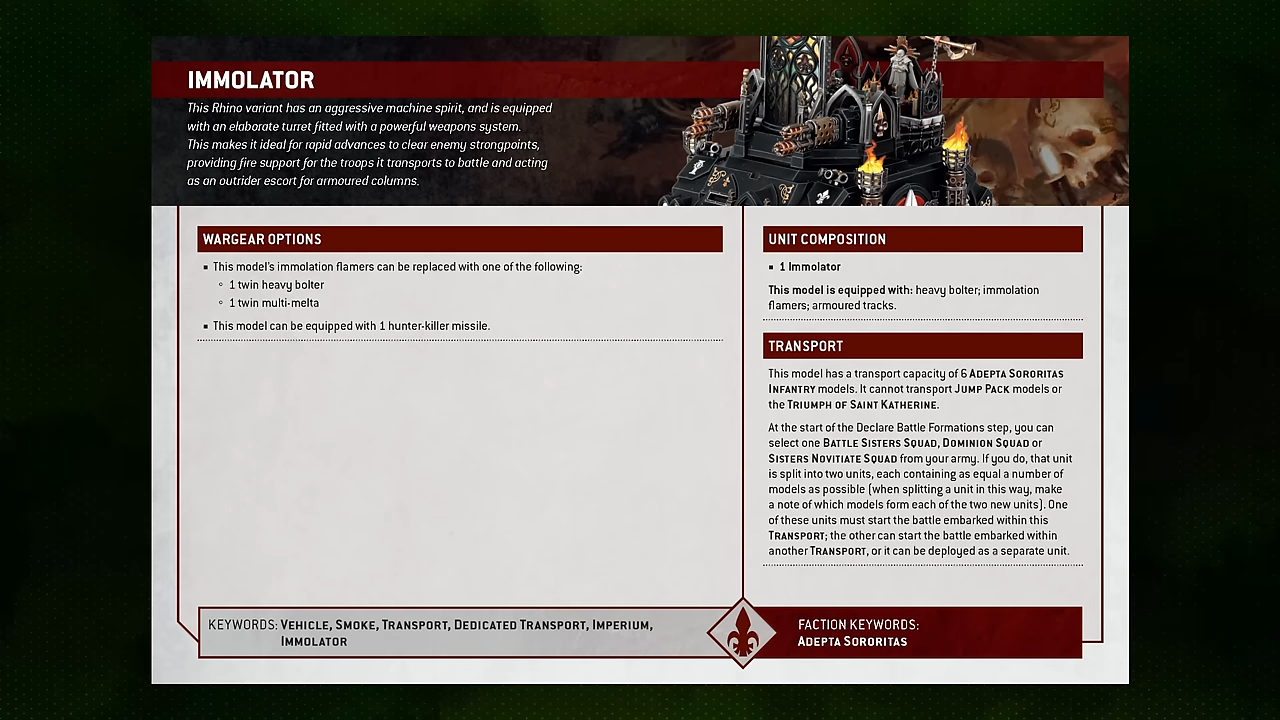 IMMOLATOR
This Rhino variant has an aggressive machine spirit, and is equipped
with an elaborate turret fitted with a powerful weapons system.
This makes it ideal for rapid advances to clear enemy strongpoints,
providing fire support for the troops it transports to battle and acting
as an outrider escort for armoured columns.
WARGEAR OPTIONS
▪ This model's immolation flamers can be replaced with one of the following:
◦ 1 twin heavy bolter
◦ 1 twin multi-melta
▪ This model can be equipped with 1 hunter-killer missile.
UNIT COMPOSITION
▪ 1 Immolator
This model is equipped with: heavy bolter; immolation
flamers; armoured tracks.
TRANSPORT
This model has a transport capacity of 6 ADEPTA SORORITAS
INFANTRY models. It cannot transport JUMP PACK models or
the TRIUMPH OF SAINT KATHERINE.
At the start of the Declare Battle Formations step, you can
select one BATTLE SISTERS SQUAD, DOMINION SQUAD or
SISTERS NOVITIATE SQUAD from your army. If you do, that unit
is split into two units, each containing as equal a number of
models as possible (when splitting a unit in this way, make
a note of which models form each of the two new units). One
of these units must start the battle embarked within this
TRANSPORT; the other can start the battle embarked within
another TRANSPORT, or it can be deployed as a separate unit.
KEYWORDS: VEHICLE, SMOKE, TRANSPORT, DEDICATED TRANSPORT, IMPERIUM,
IMMOLATOR
FACTION KEYWORDS:
ADEPTA SORORITAS